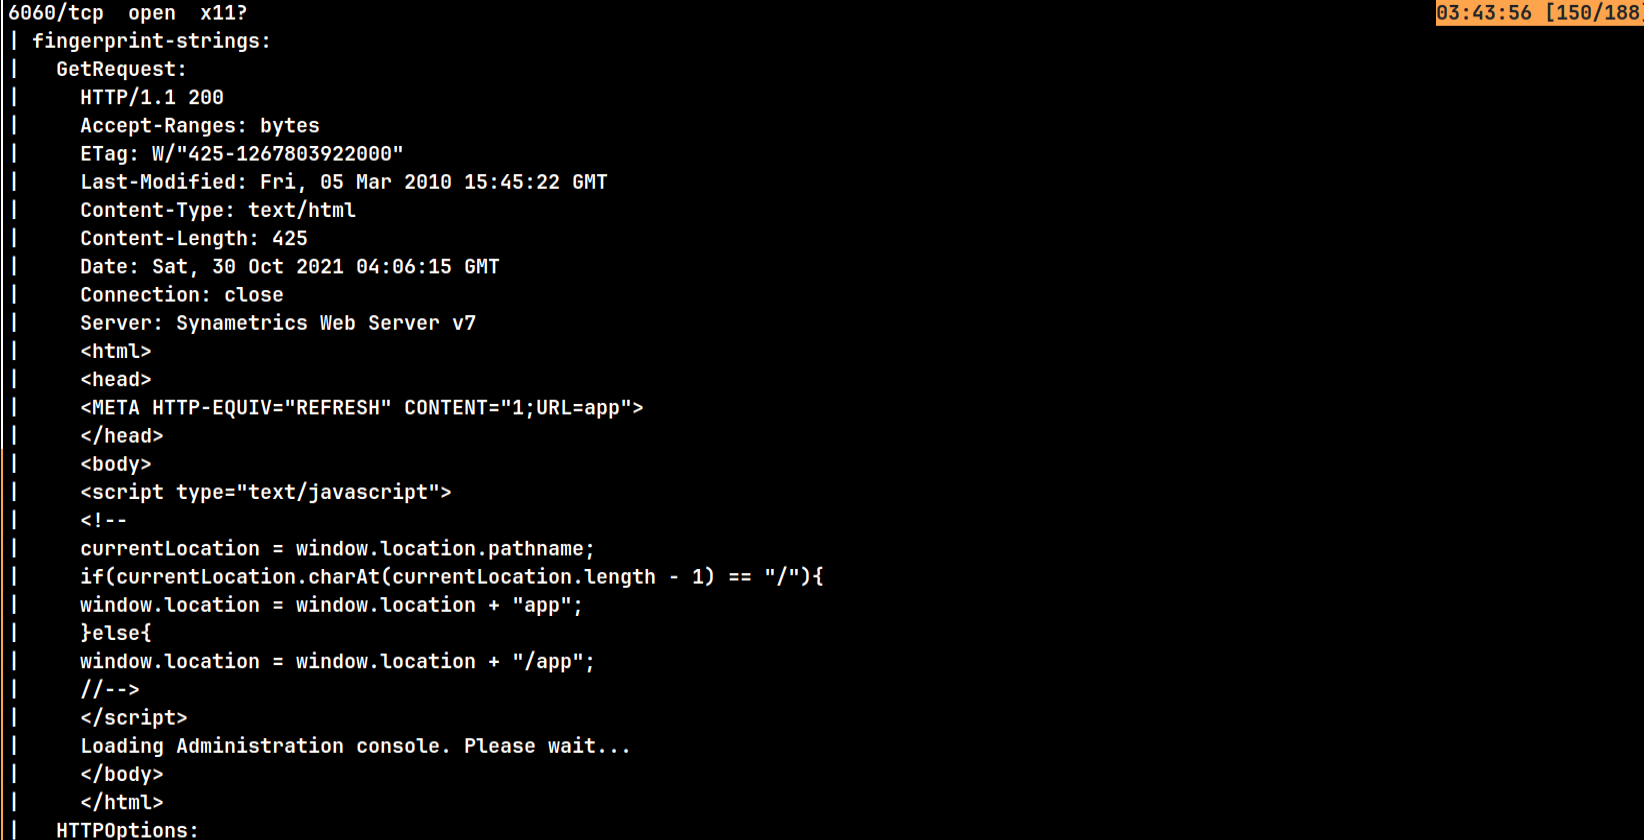 6060/tcp  open  x11?  03:43:56 [150/188]
| fingerprint-strings:
|   GetRequest:
|     HTTP/1.1 200
|     Accept-Ranges: bytes
|     ETag: W/"425-1267803922000"
|     Last-Modified: Fri, 05 Mar 2010 15:45:22 GMT
|     Content-Type: text/html
|     Content-Length: 425
|     Date: Sat, 30 Oct 2021 04:06:15 GMT
|     Connection: close
|     Server: Synametrics Web Server v7
|     <html>
|     <head>
|     <META HTTP-EQUIV="REFRESH" CONTENT="1;URL=app">
|     </head>
|     <body>
|     <script type="text/javascript">
|     <!--
|     currentLocation = window.location.pathname;
|     if(currentLocation.charAt(currentLocation.length - 1) == "/"){
|     window.location = window.location + "app";
|     }else{
|     window.location = window.location + "/app";
|     //-->
|     </script>
|     Loading Administration console. Please wait...
|     </body>
|     </html>
|   HTTPOptions: